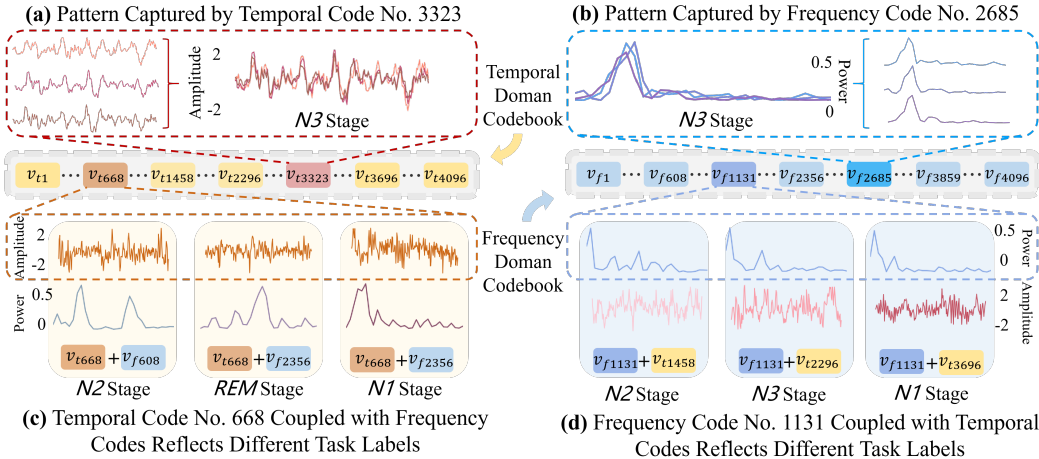 (a) Pattern Captured by Temporal Code No. 3323
Amplitude
2
-2
N3 Stage
Temporal
Doman
Codebook
(b) Pattern Captured by Frequency Code No. 2685
N3 Stage
Power
0.5
0
v_t1 ··· v_t668 ··· v_t1458 ··· v_t2296 ··· v_t3323 ··· v_t3696 ··· v_t4096
v_f1 ··· v_f608 ··· v_f1131 ··· v_f2356 ··· v_f2685 ··· v_f3859 ··· v_f4096
Frequency
Doman
Codebook
Amplitude
2
-2
2
-2
2
-2
Power
0.5
0
v_t668 + v_f608
v_t668 + v_f2356
v_t668 + v_f2356
N2 Stage
REM Stage
N1 Stage
Power
0.5
0
Amplitude
2
-2
v_f1131 + v_t1458
v_f1131 + v_t2296
v_f1131 + v_t3696
N2 Stage
N3 Stage
N1 Stage
(c) Temporal Code No. 668 Coupled with Frequency
Codes Reflects Different Task Labels
(d) Frequency Code No. 1131 Coupled with Temporal
Codes Reflects Different Task Labels